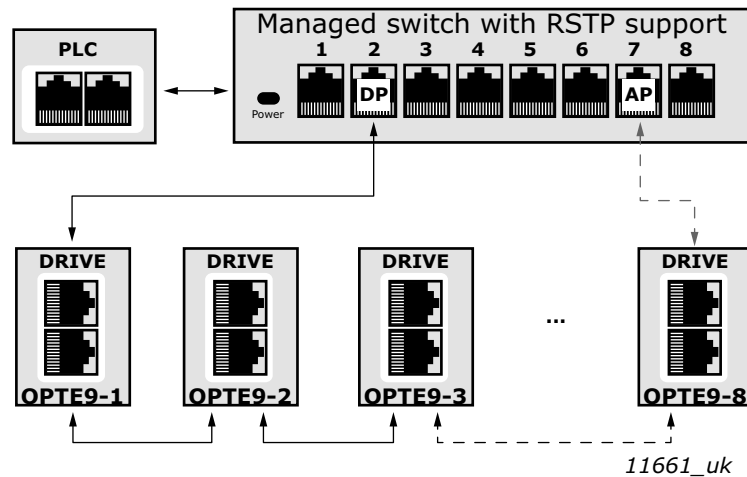 PLC
Managed switch with RSTP support
1 2 3 4 5 6 7 8
DP AP
Power
DRIVE DRIVE DRIVE DRIVE
...
OPTE9-1 OPTE9-2 OPTE9-3 OPTE9-8
11661_uk